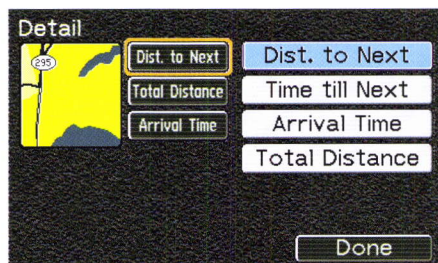 Detail
295
Dist. to Next
Total Distance
Arrival Time
Dist. to Next
Time till Next
Arrival Time
Total Distance
Done